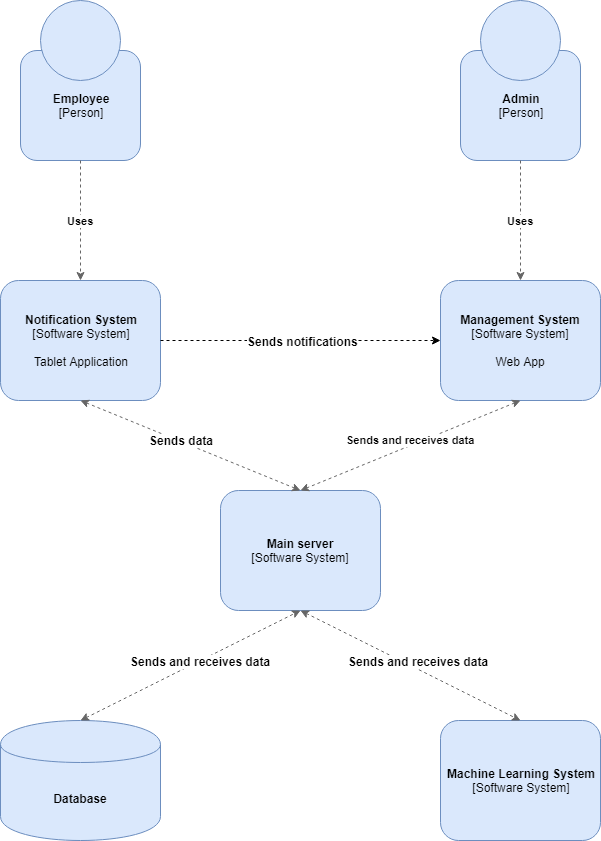 Employee
[Person]
Admin
[Person]
Uses
Uses
Notification System
[Software System]
Tablet Application
Sends notifications
Management System
[Software System]
Web App
Sends data
Sends and receives data
Main server
[Software System]
Sends and receives data
Sends and receives data
Database
Machine Learning System
[Software System]